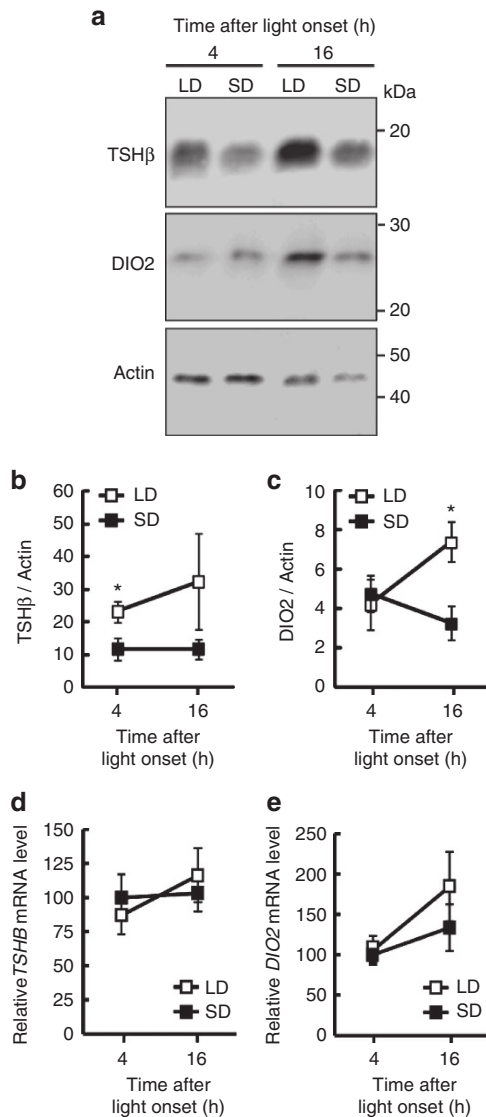 a
Time after light onset (h)
4 16
LD SD LD SD kDa
TSHβ
20
DIO2
30
20
Actin
50
40
b
LD
SD
60
50
40
30
20
10
0
TSHβ / Actin
*
4 16
Time after
light onset (h)
c
LD
SD
10
8
6
4
2
0
DIO2 / Actin
*
4 16
Time after
light onset (h)
d
150
125
100
75
50
25
0
Relative TSHB mRNA level
LD
SD
4 16
Time after
light onset (h)
e
250
200
150
100
50
0
Relative DIO2 mRNA level
LD
SD
4 16
Time after
light onset (h)